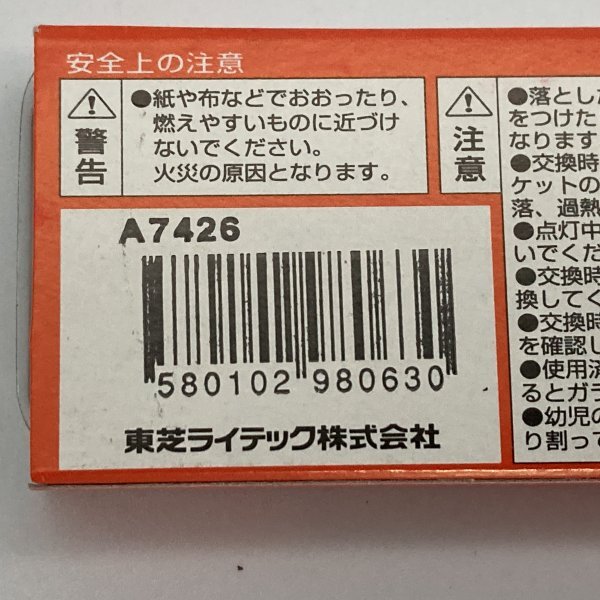 安全上の注意
警告
●紙や布などでおおったり、
燃えやすいものに近づけ
ないでください。
火災の原因となります。
注意
●落とした
をつけた
なります
●交換時
ケットの
落、過熱
●点灯中
いでくだ
●交換時
換してく
●交換時
を確認し
●使用済
るとガラ
●幼児の
り割って
A7426
580102 980630
東芝ライテック株式会社